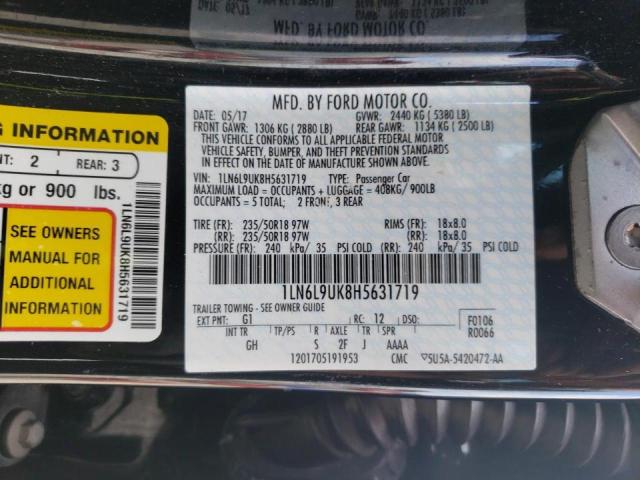 MFD. BY FORD MOTOR CO.
DATE: 05/17 GVWR: 2440 KG ( 5380 LB)
FRONT GAWR: 1306 KG ( 2880 LB) REAR GAWR: 1134 KG ( 2500 LB)
THIS VEHICLE CONFORMS TO ALL APPLICABLE FEDERAL MOTOR
VEHICLE SAFETY, BUMPER, AND THEFT PREVENTION STANDARDS
IN EFFECT ON THE DATE OF MANUFACTURE SHOWN ABOVE.
VIN: 1LN6L9UK8H5631719 TYPE: Passenger Car
MAXIMUM LOAD = OCCUPANTS + LUGGAGE = 408KG/ 900LB
OCCUPANTS = 5 TOTAL; 2 FRONT, 3 REAR
TIRE (FR): 235/50R18 97W RIMS (FR): 18x8.0
(RR): 235/50R18 97W (RR): 18x8.0
PRESSURE (FR): 240 kPa/ 35 PSI COLD (RR): 240 kPa/ 35 PSI COLD
1LN6L9UK8H5631719
TRAILER TOWING - SEE OWNER GUIDE
EXT PNT: G1 RC: 12 DSO: F0106
INT TR TP/PS R AXLE TR SPR R0066
GH S 2F J AAAA
1201705191953 CMC 5U5A-5420472-AA
G INFORMATION
NT: 2 REAR: 3
kg or 900 lbs.
SEE OWNERS
MANUAL FOR
ADDITIONAL
INFORMATION
1LN6L9UK8H5631719
MFD. BY FORD MOTOR CO.